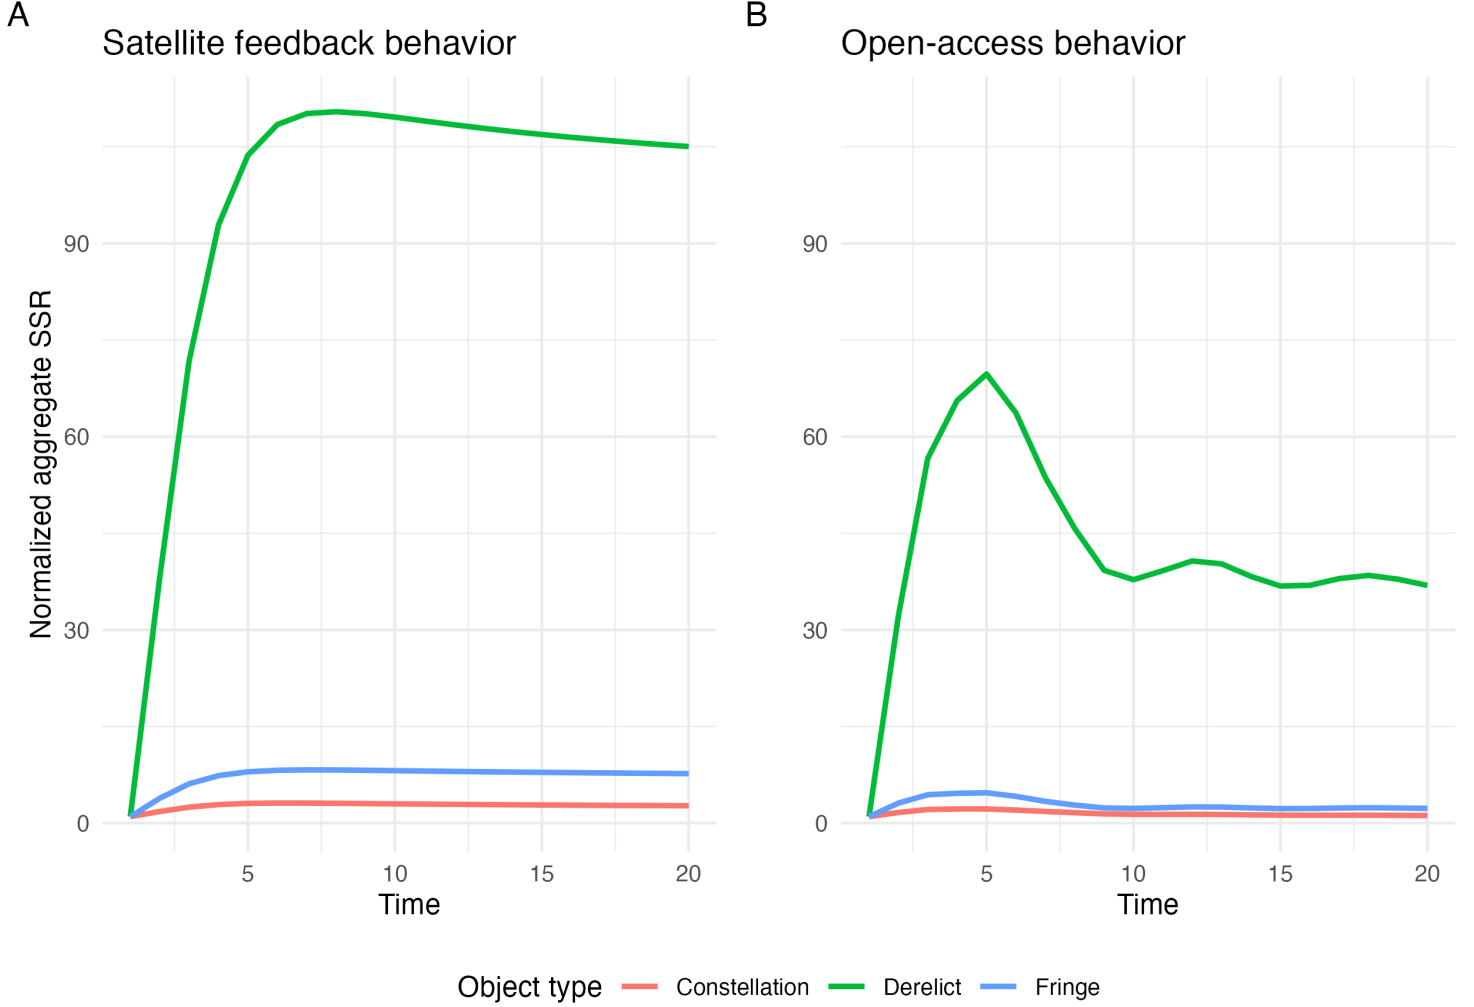 A
Satellite feedback behavior
Normalized aggregate SSR
90
60
30
0
5 10 15 20
Time
B
Open-access behavior
90
60
30
0
5 10 15 20
Time
Object type Constellation Derelict Fringe